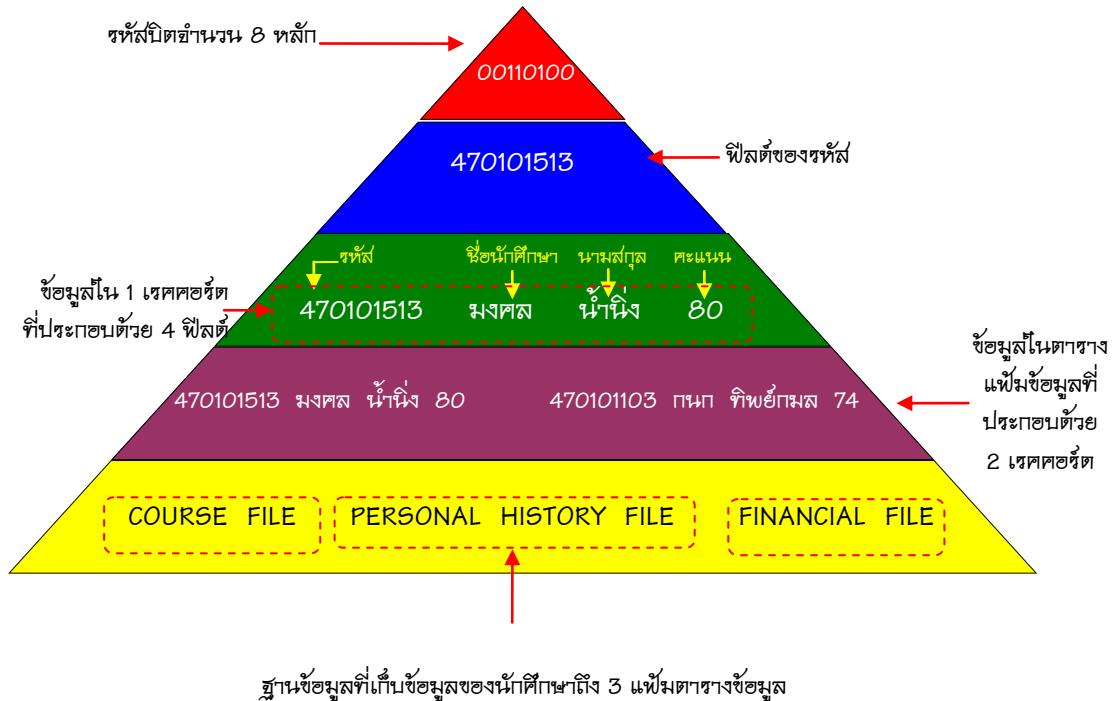 รหัสบิตจำนวน 8 หลัก
00110100
470101513
ฟิลด์ของรหัส
รหัส ชื่อนักศึกษา นามสกุล คะแนน
470101513 มงคล น้ำนิ่ง 80
ข้อมูลใน 1 เรคคอร์ด
ที่ประกอบด้วย 4 ฟิลด์
470101513 มงคล น้ำนิ่ง 80 470101103 กนก ทิพย์กมล 74
ข้อมูลในตาราง
แฟ้มข้อมูลที่
ประกอบด้วย
2 เรคคอร์ด
COURSE FILE PERSONAL HISTORY FILE FINANCIAL FILE
ฐานข้อมูลที่เก็บข้อมูลของนักศึกษาถึง 3 แฟ้มตารางข้อมูล